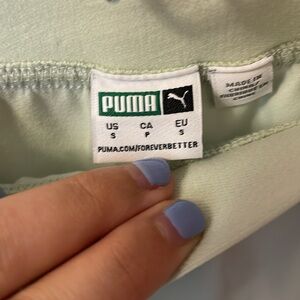 PUMA
US CA EU
S P S
PUMA.COM/FOREVERBETTER
MADE IN